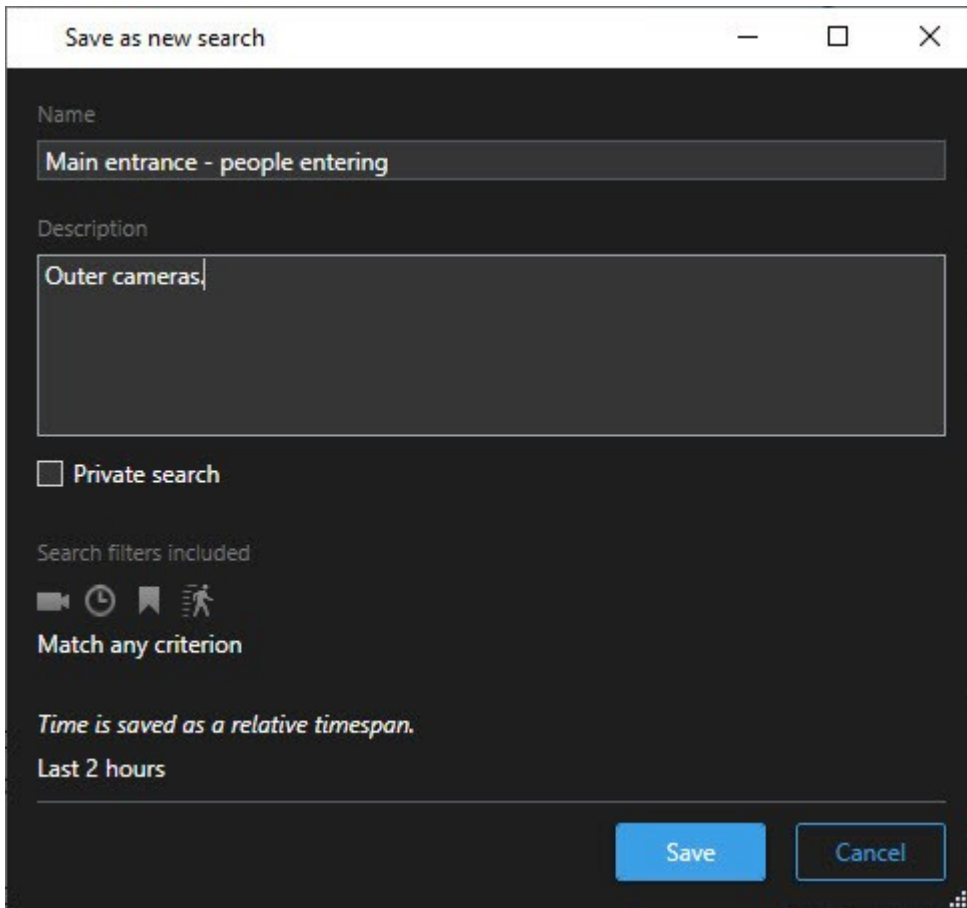 Save as new search
Name
Main entrance - people entering
Description
Outer cameras.
Private search
Search filters included
Match any criterion
Time is saved as a relative timespan.
Last 2 hours
Save Cancel